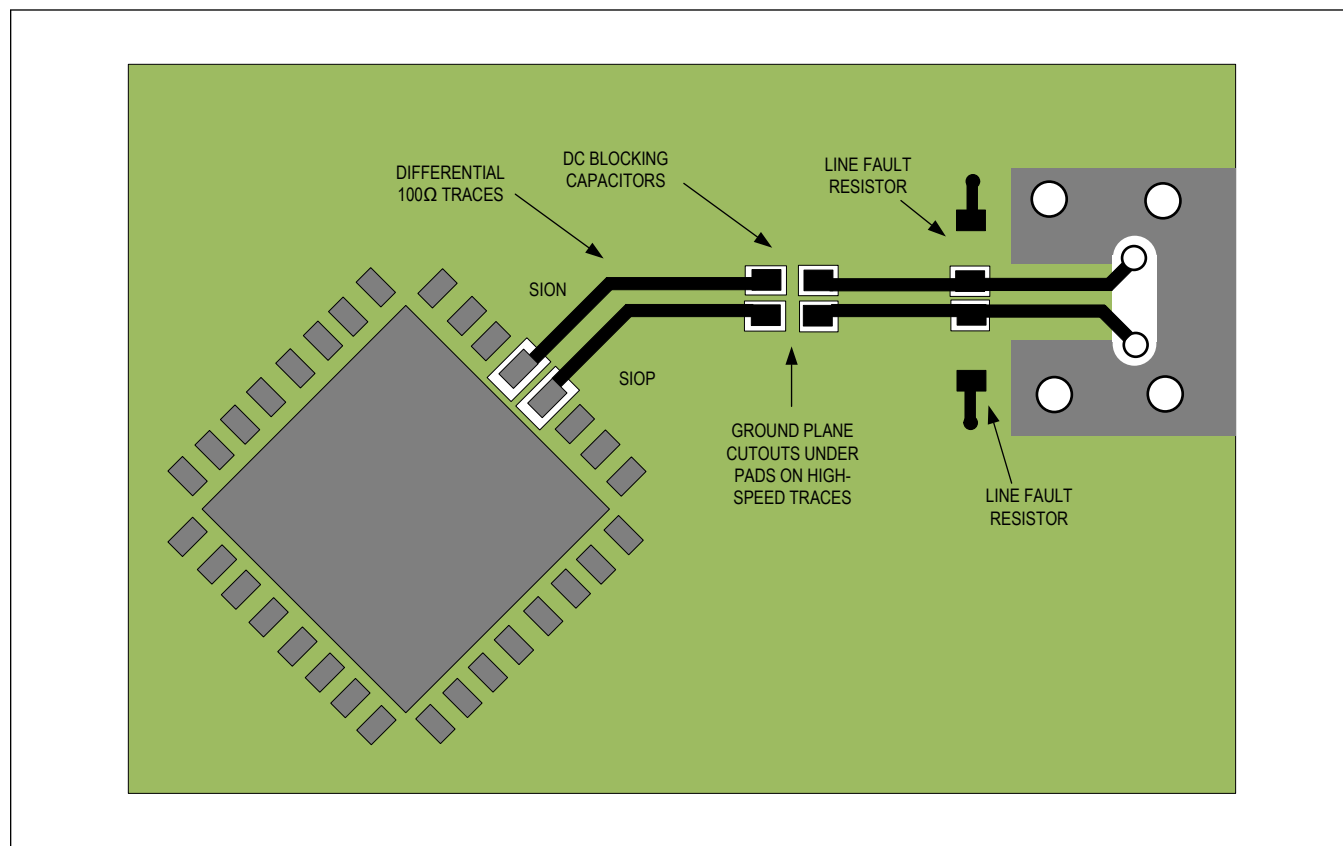 DIFFERENTIAL
100Ω TRACES
DC BLOCKING
CAPACITORS
LINE FAULT
RESISTOR
SION
SIOP
GROUND PLANE
CUTOUTS UNDER
PADS ON HIGH-
SPEED TRACES
LINE FAULT
RESISTOR